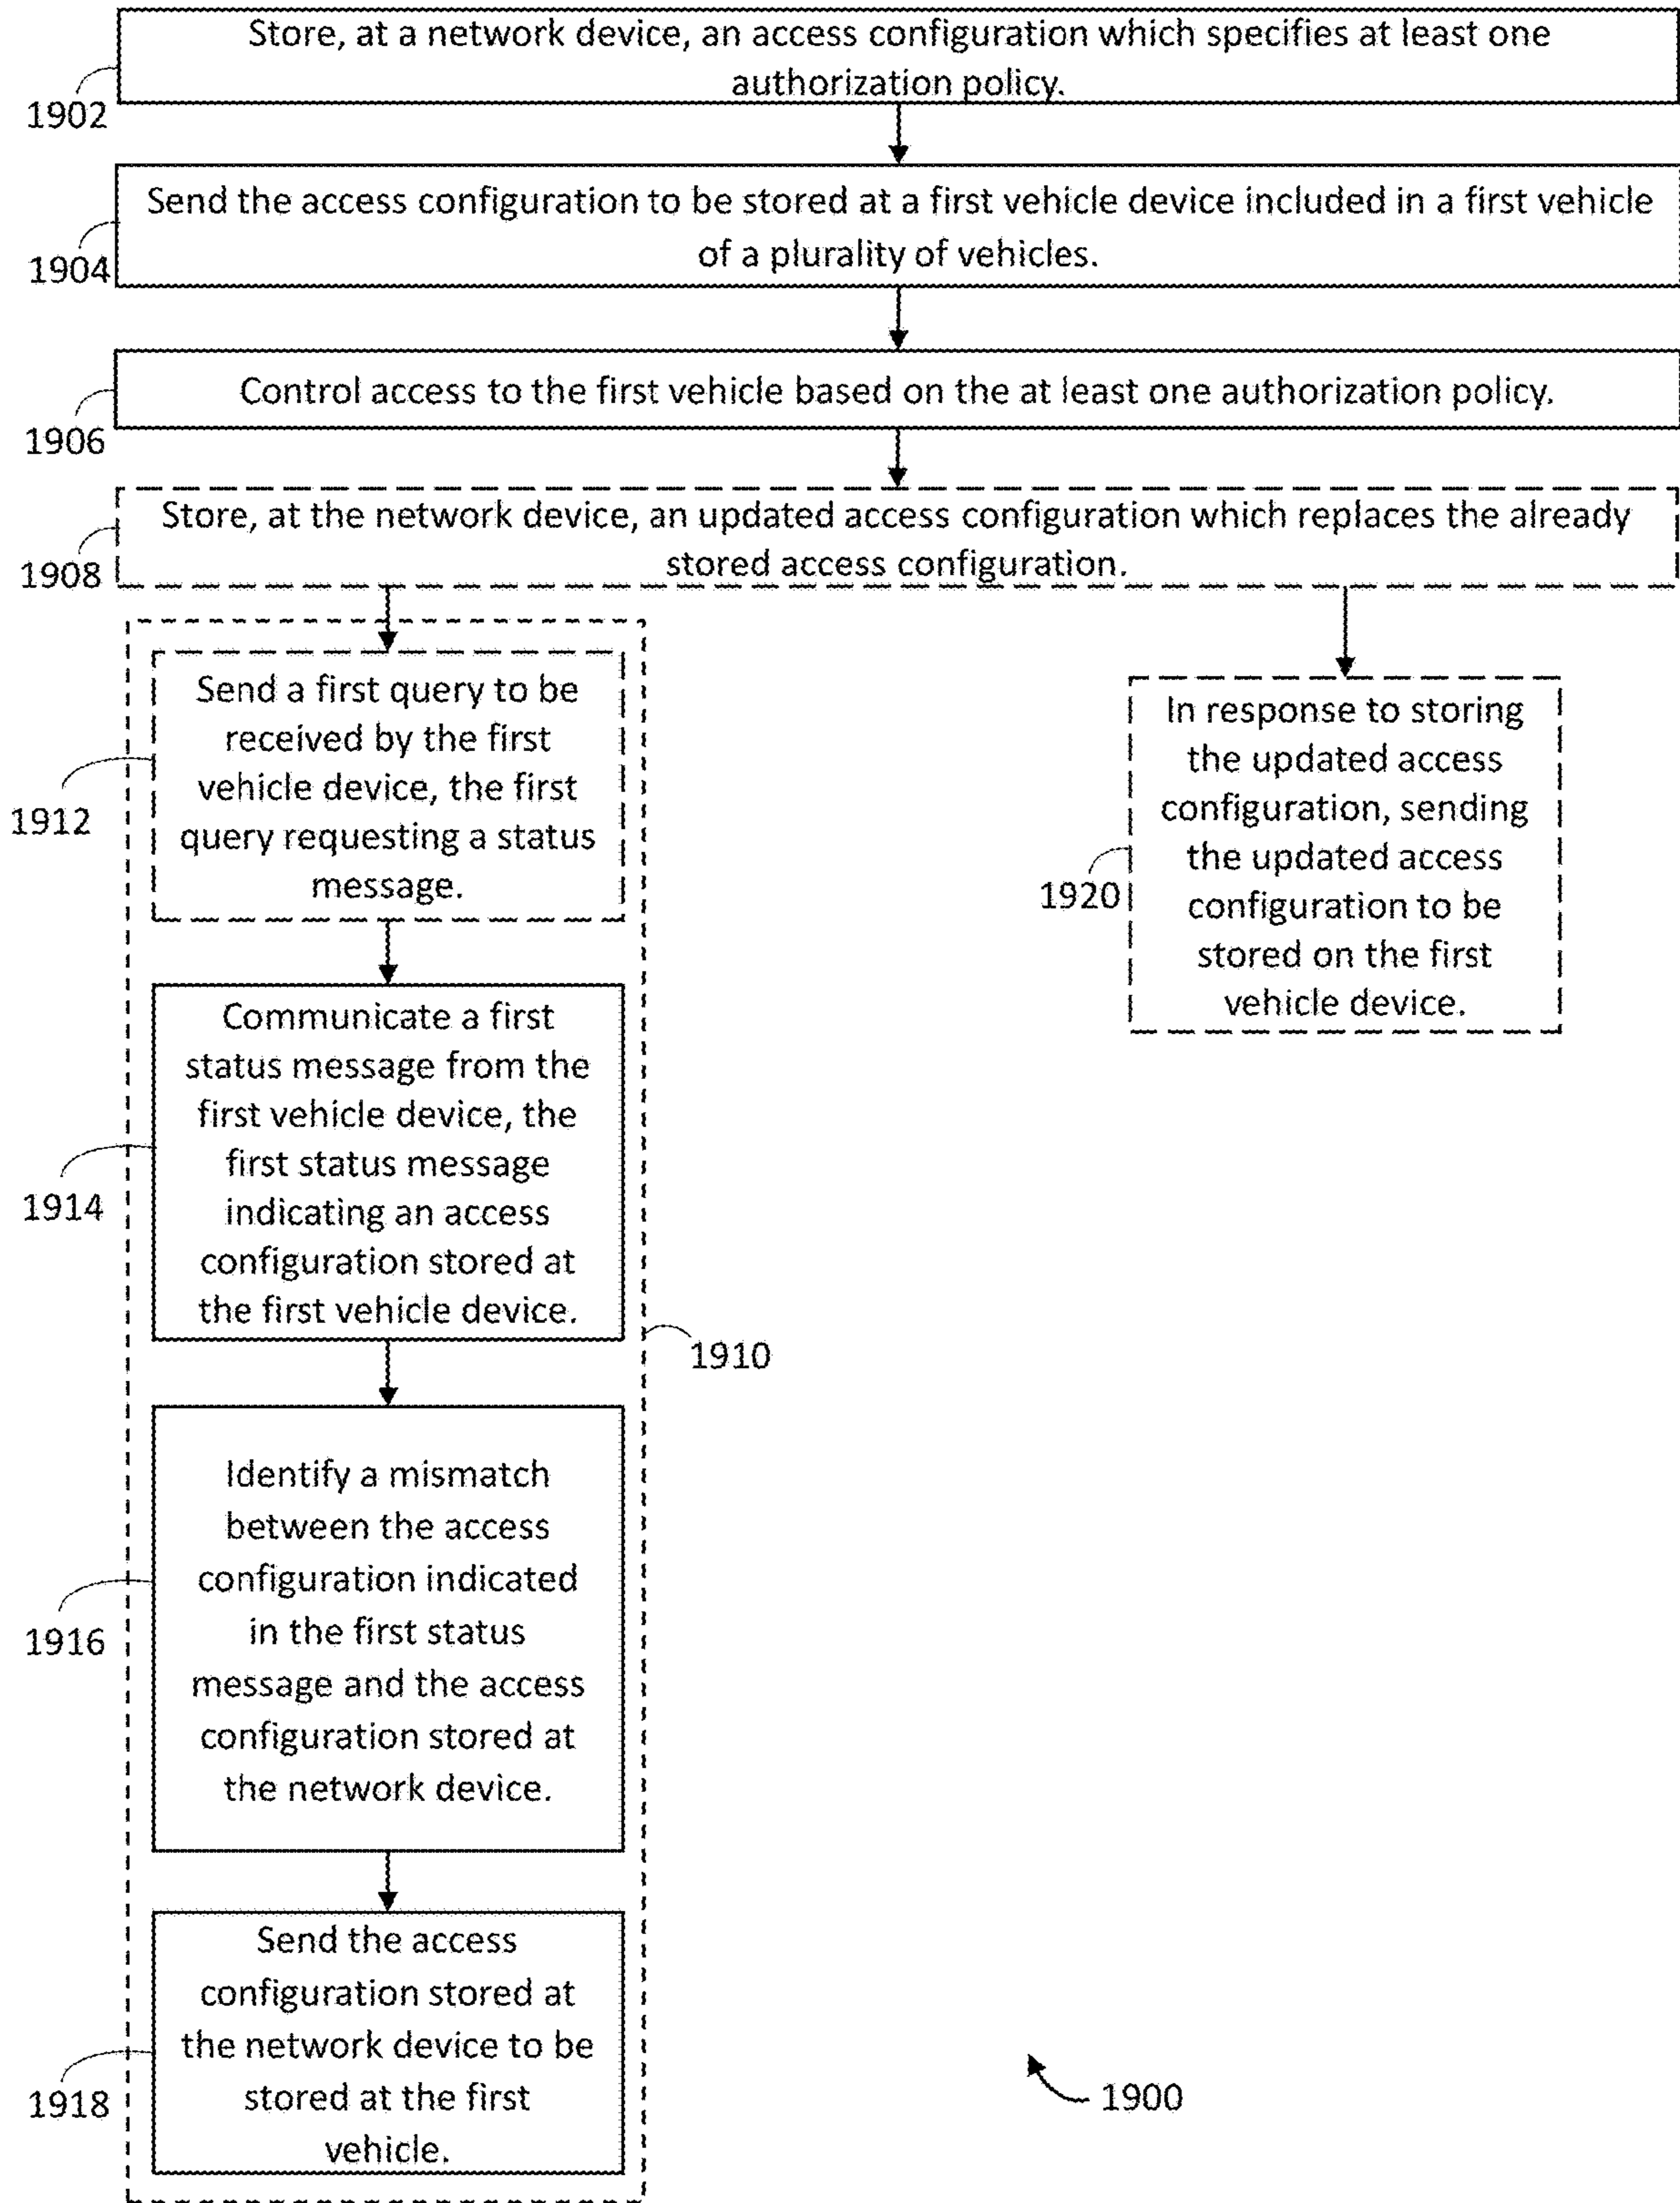 Store, at a network device, an access configuration which specifies at least one
authorization policy.
1902
Send the access configuration to be stored at a first vehicle device included in a first vehicle
of a plurality of vehicles.
1904
Control access to the first vehicle based on the at least one authorization policy.
1906
Store, at the network device, an updated access configuration which replaces the already
stored access configuration.
1908
Send a first query to be
received by the first
vehicle device, the first
query requesting a status
message.
1912
Communicate a first
status message from the
first vehicle device, the
first status message
indicating an access
configuration stored at
the first vehicle device.
1914
1910
Identify a mismatch
between the access
configuration indicated
in the first status
message and the access
configuration stored at
the network device.
1916
Send the access
configuration stored at
the network device to be
stored at the first
vehicle.
1918
In response to storing
the updated access
configuration, sending
the updated access
configuration to be
stored on the first
vehicle device.
1920
1900